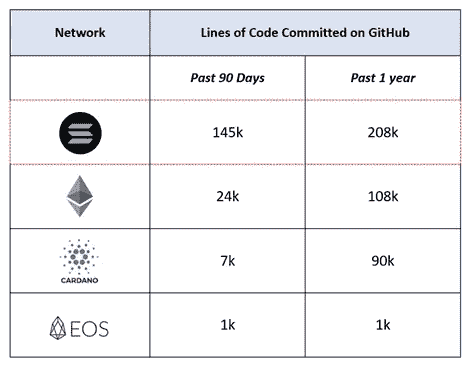 Network Lines of Code Committed on GitHub
Past 90 Days Past 1 year
145k 208k
24k 108k
CARDANO 7k 90k
EOS 1k 1k